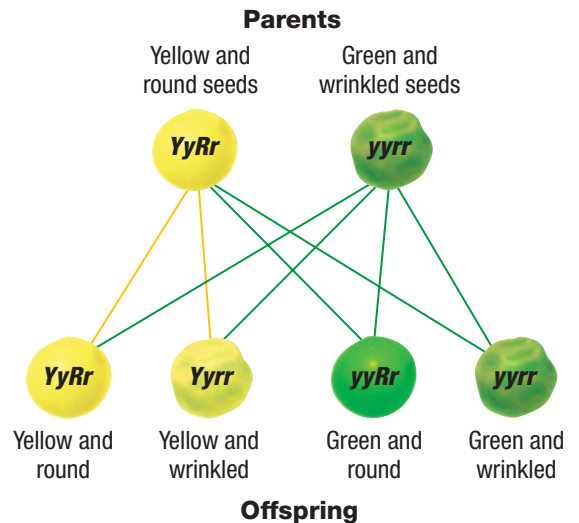 Parents
Yellow and
round seeds
Green and
wrinkled seeds
YyRr
yyrr
YyRr
Yyrr
yyRr
yyrr
Yellow and
round
Yellow and
wrinkled
Green and
round
Green and
wrinkled
Offspring